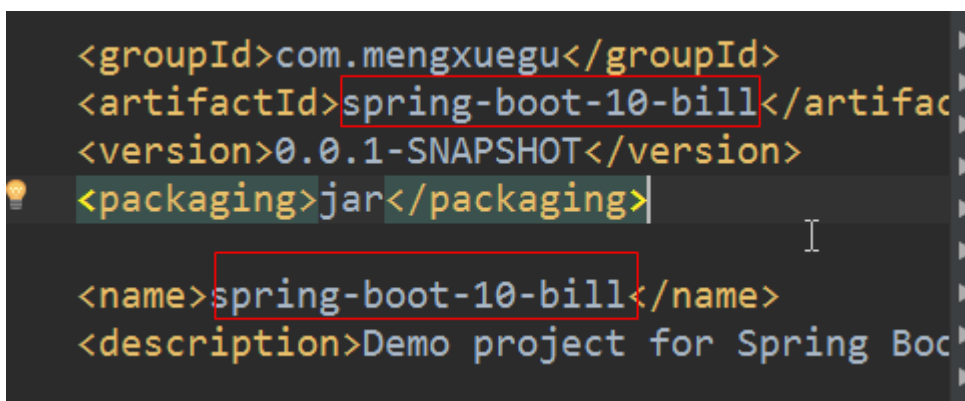 <groupId>com.mengxuegu</groupId>
<artifactId>spring-boot-10-bill</artifac
<version>0.0.1-SNAPSHOT</version>
<packaging>jar</packaging>
<name>spring-boot-10-bill</name>
<description>Demo project for Spring Boo